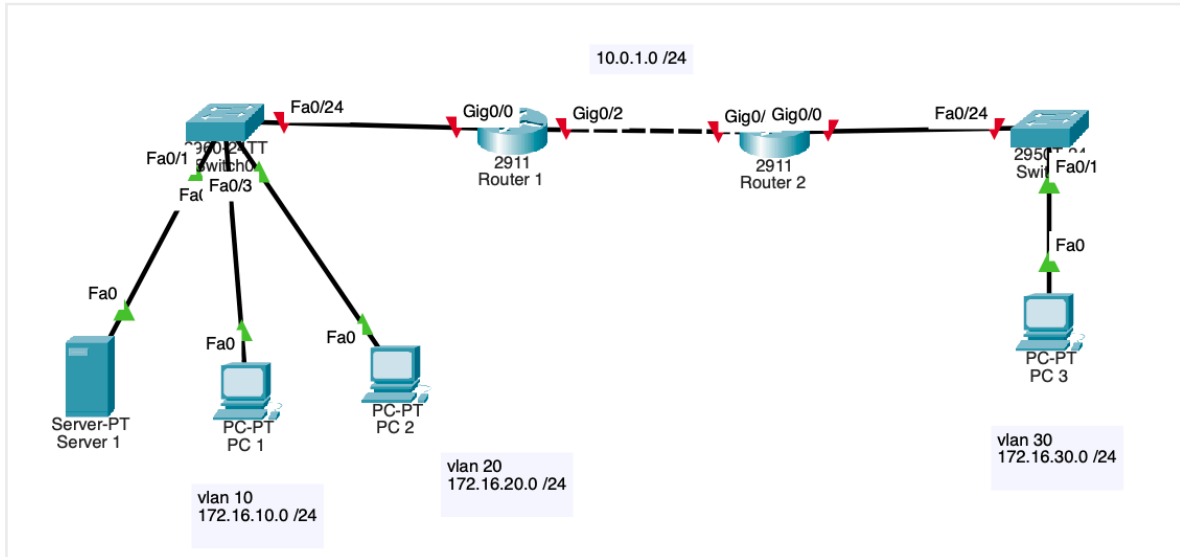 10.0.1.0 /24
Fa0/24
Gig0/0
Gig0/2
Gig0/
Gig0/0
Fa0/24
2911
Router 1
2911
Router 2
Fa0/1
Fa0/3
Fa0/1
Fa0
Fa0
Fa0
Fa0
Server-PT
Server 1
PC-PT
PC 1
PC-PT
PC 2
PC-PT
PC 3
vlan 10
172.16.10.0 /24
vlan 20
172.16.20.0 /24
vlan 30
172.16.30.0 /24